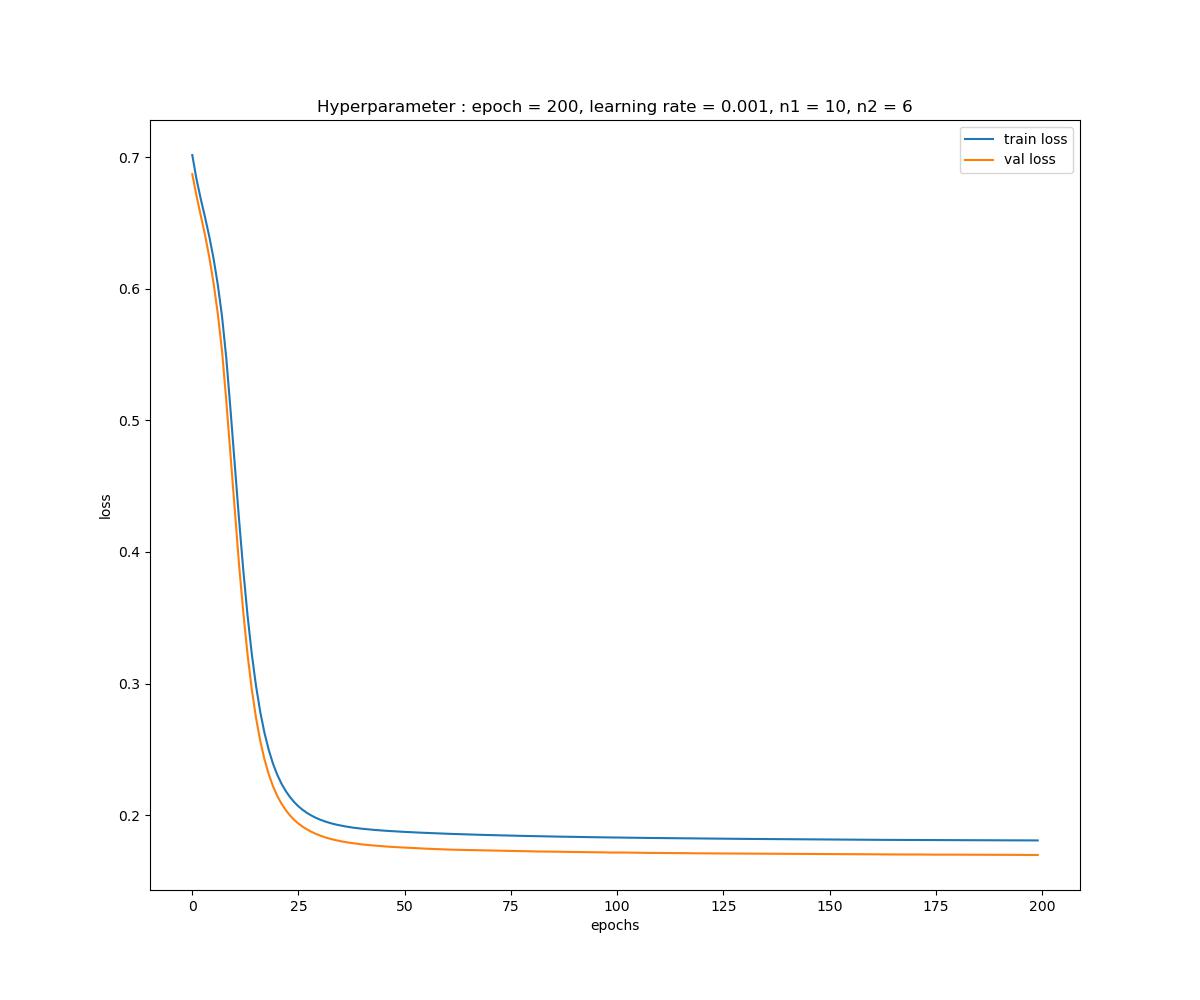 Hyperparameter : epoch = 200, learning rate = 0.001, n1 = 10, n2 = 6
train loss
val loss
0.7
0.6
0.5
0.4
0.3
0.2
loss
0 25 50 75 100 125 150 175 200
epochs